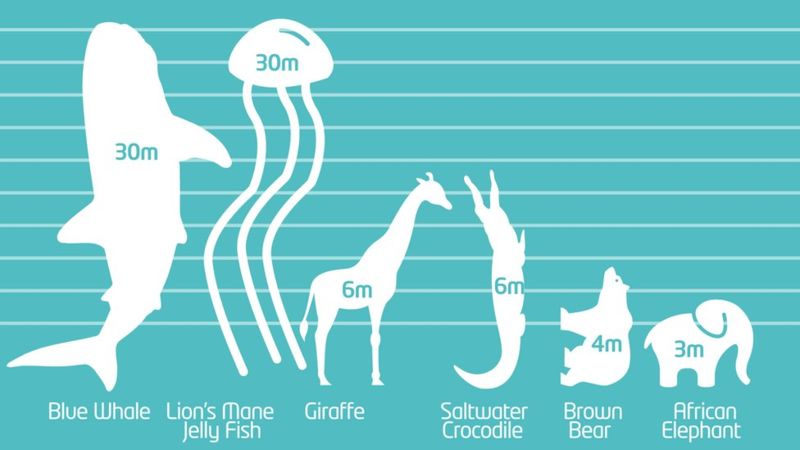 30m
30m
6m
6m
4m
3m
Blue Whale
Lion's Mane
Jelly Fish
Giraffe
Saltwater
Crocodile
Brown
Bear
African
Elephant